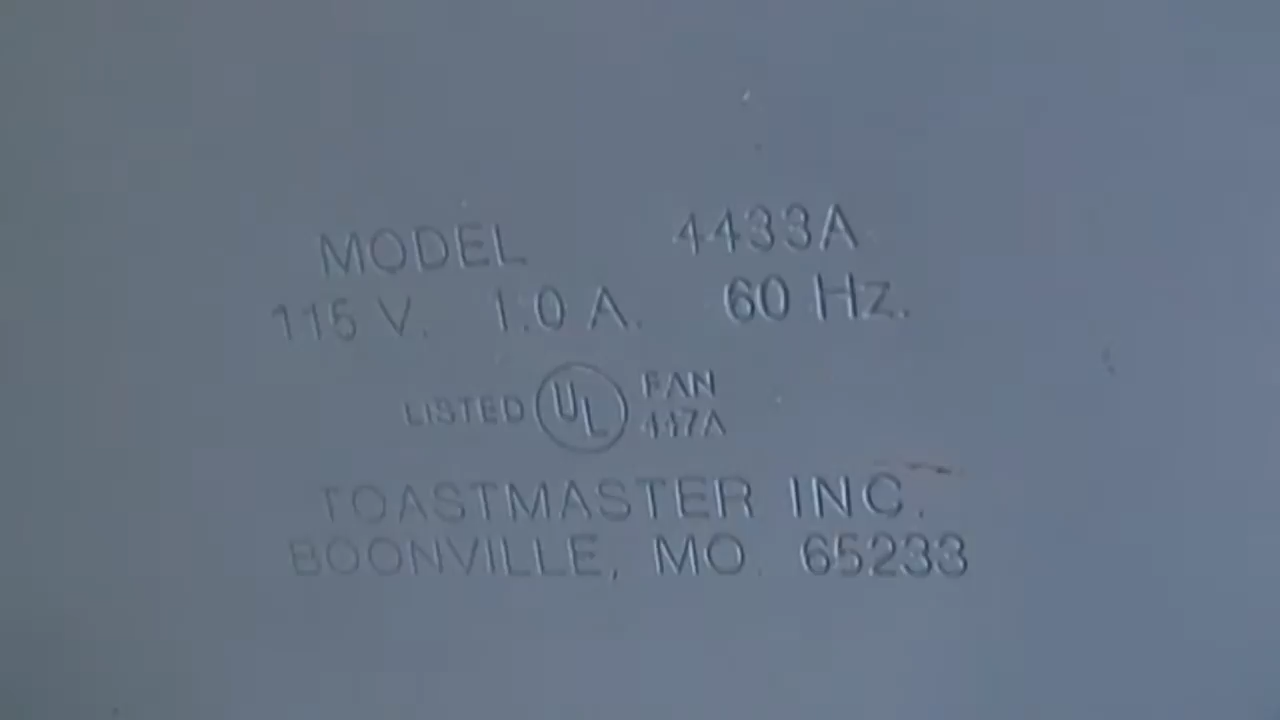 MODEL 4433A
115 V. 1.0 A. 60 Hz.
LISTED UL FAN
447A
TOASTMASTER INC.
BOONVILLE, MO. 65233